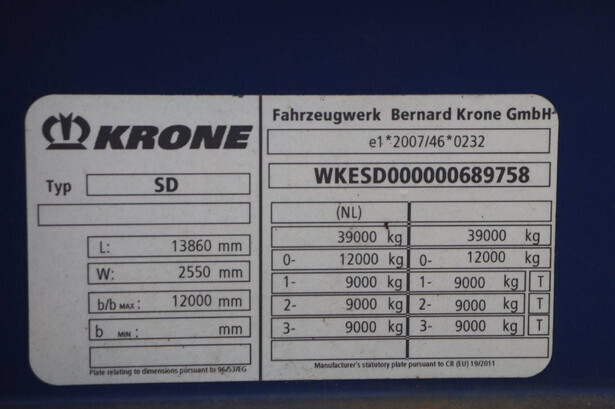 KRONE
Typ SD
L: 13860 mm
W: 2550 mm
b/b MAX: 12000 mm
b MIN: mm
Plate relating to dimensions pursuant to 96/53/EG
Fahrzeugwerk Bernard Krone GmbH
e1*2007/46*0232
WKESD000000689758
(NL)
39000 kg 39000 kg
0- 12000 kg 0- 12000 kg
1- 9000 kg 1- 9000 kg T
2- 9000 kg 2- 9000 kg T
3- 9000 kg 3- 9000 kg T
Manufacturer's statutory plate pursuant to CR (EU) 19/2011